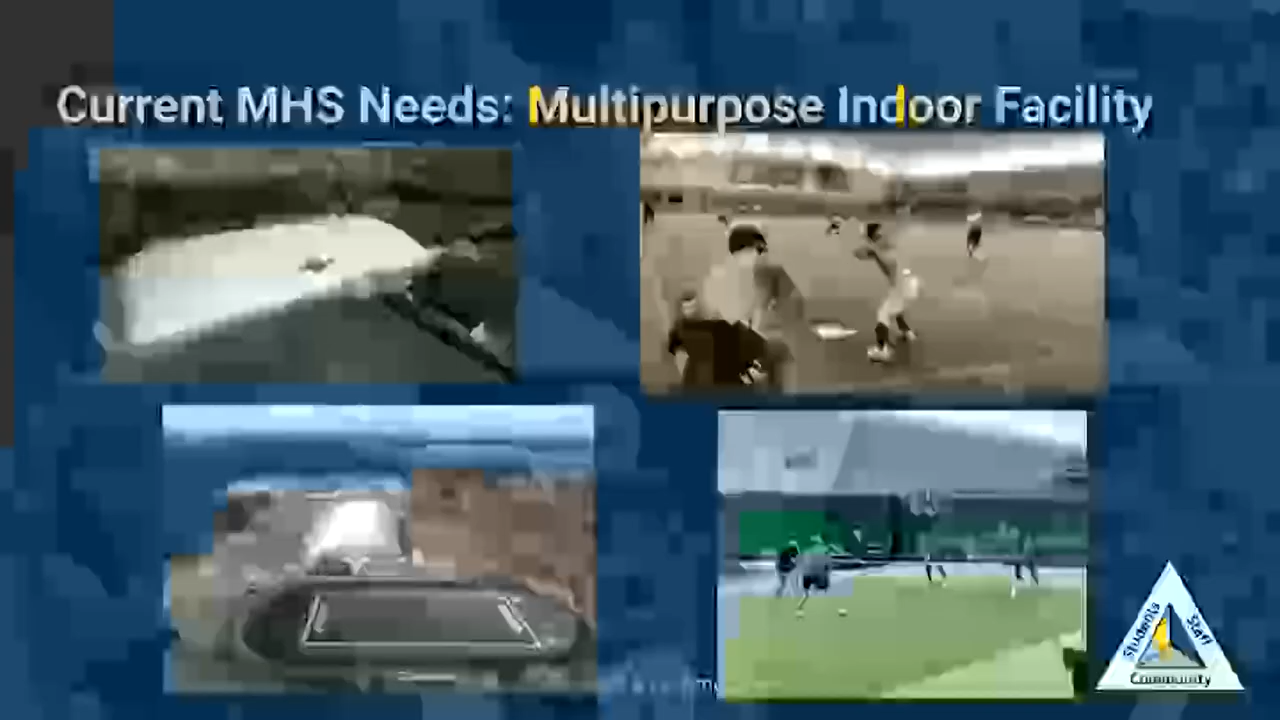 Current MHS Needs: Multipurpose Indoor Facility
Students
Staff
Community